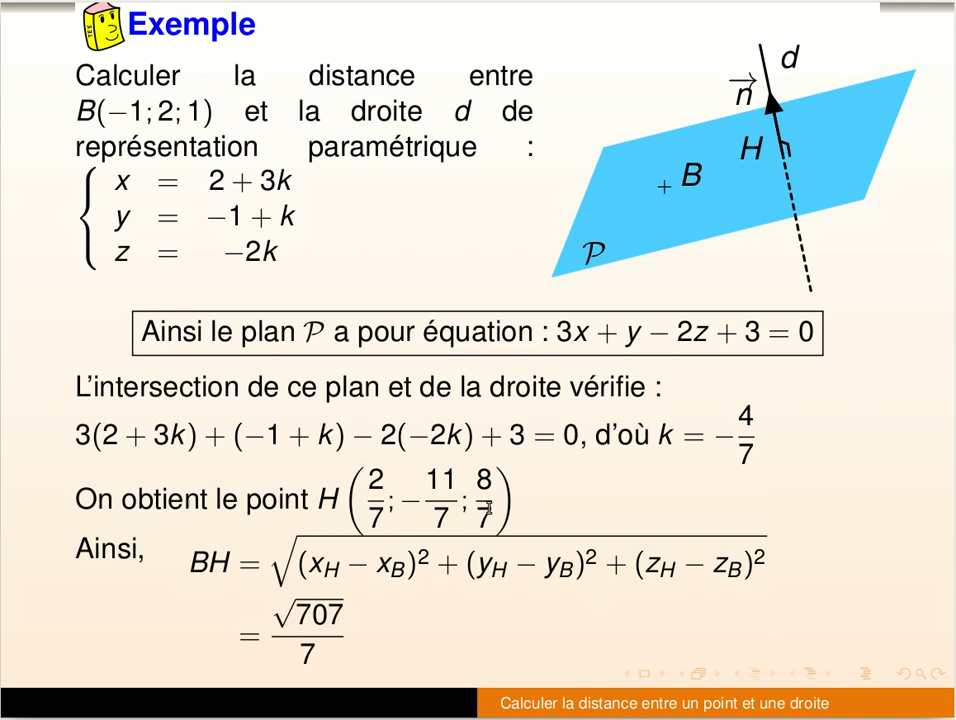 Exemple
Calculer la distance entre
B(−1; 2; 1) et la droite d de
représentation paramétrique :
x = 2 + 3k
y = −1 + k
z = −2k
d
n
H
B
P
Ainsi le plan P a pour équation : 3x + y − 2z + 3 = 0
L'intersection de ce plan et de la droite vérifie :
3(2 + 3k) + (−1 + k) − 2(−2k) + 3 = 0, d'où k = −4/7
On obtient le point H (2/7; −11/7; 8/7)
Ainsi, BH = √((x_H − x_B)² + (y_H − y_B)² + (z_H − z_B)²)
= √707/7
Calculer la distance entre un point et une droite